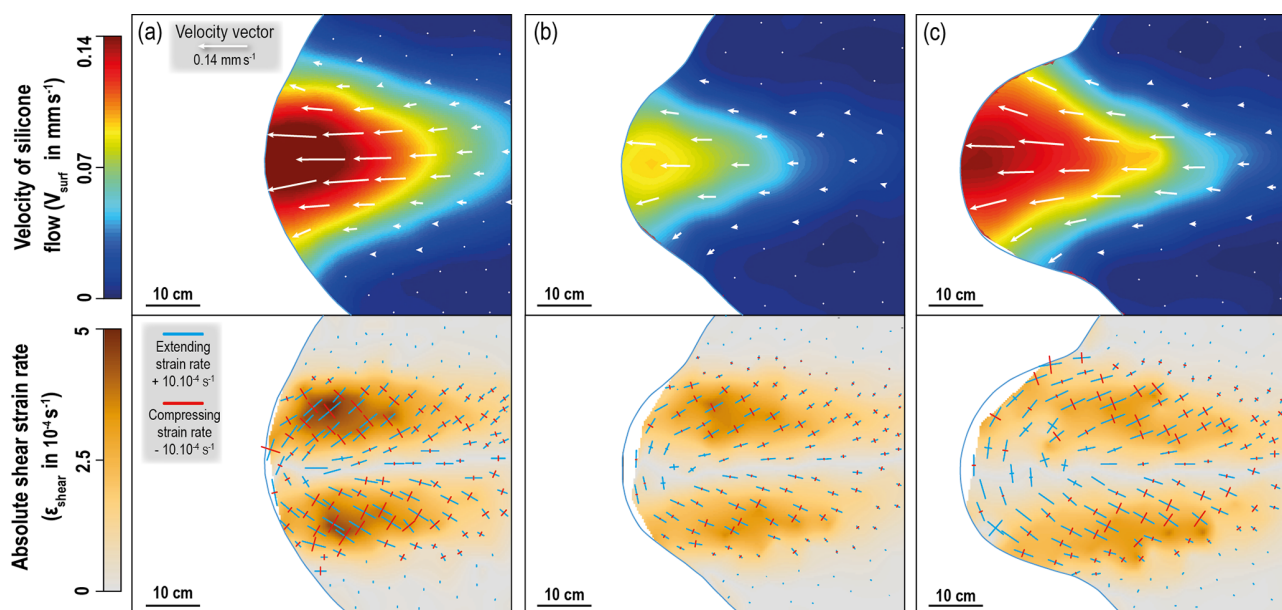 (a)
Velocity vector
0.14 mm s⁻¹
(b)
(c)
Velocity of silicone
flow (Vsurf in mm s⁻¹)
0.14
0.07
0
10 cm
10 cm
10 cm
Absolute shear strain rate
(εshear in 10⁻⁴ s⁻¹)
5
2.5
0
Extending
strain rate
+ 10.10⁻⁴ s⁻¹
Compressing
strain rate
- 10.10⁻⁴ s⁻¹
10 cm
10 cm
10 cm